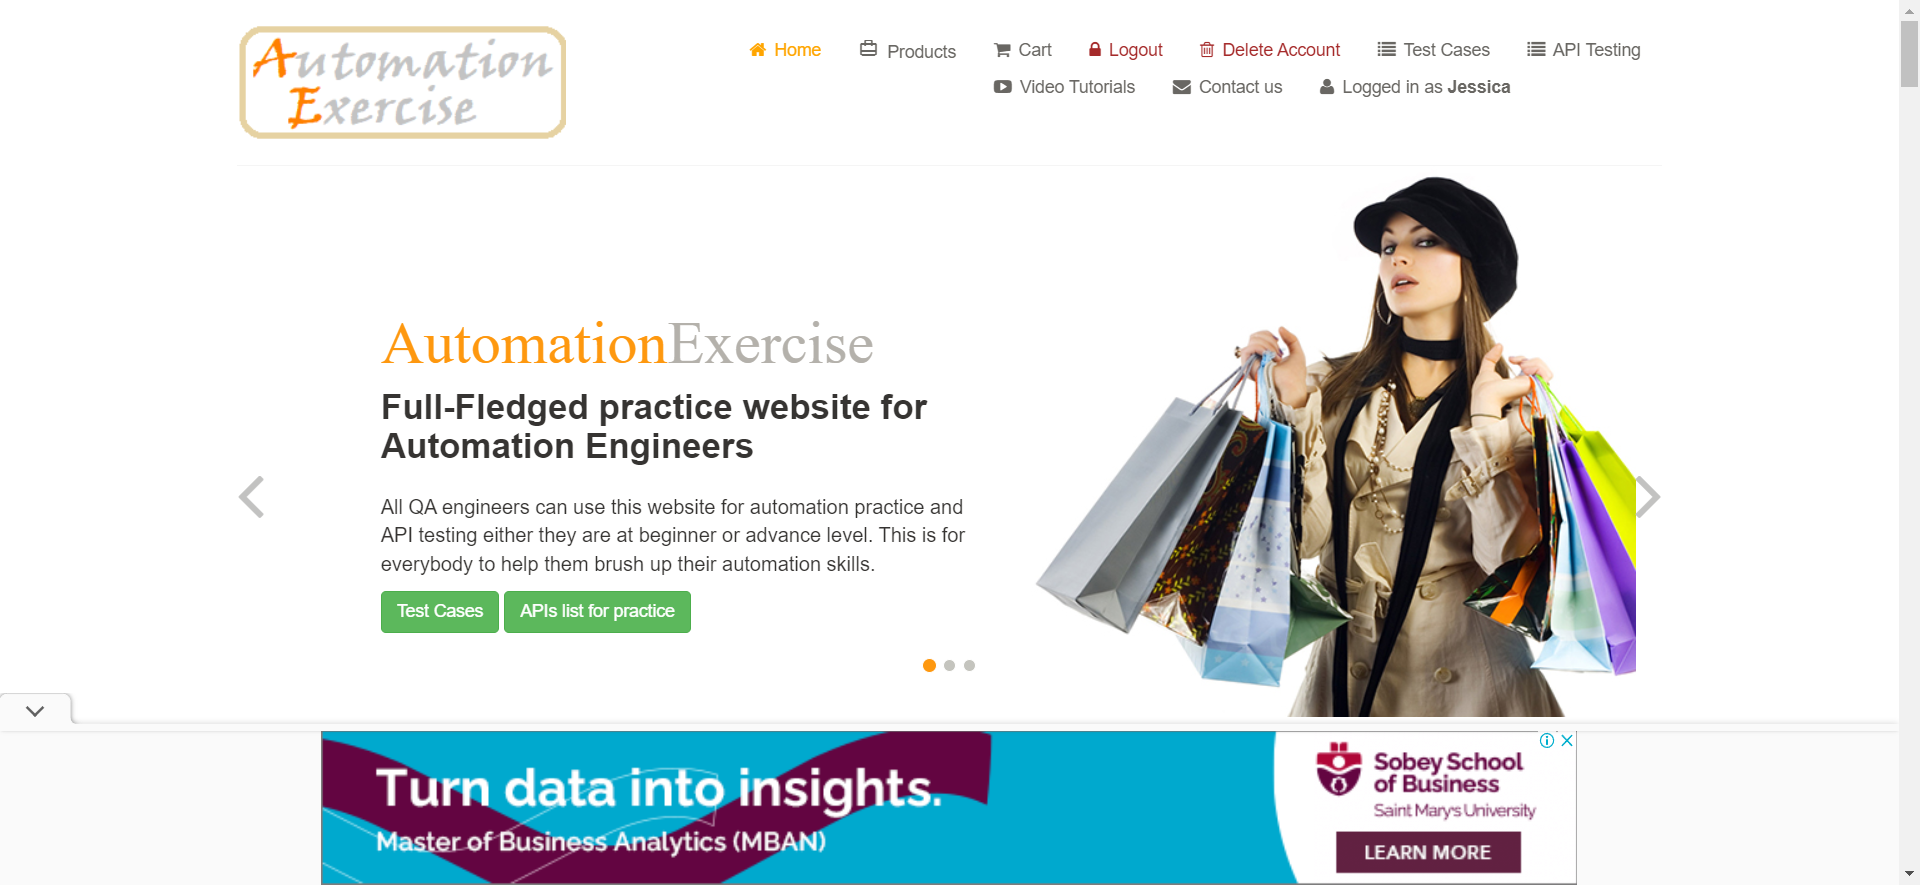 Automation
Exercise
Home
Products
Cart
Logout
Delete Account
Test Cases
API Testing
Video Tutorials
Contact us
Logged in as Jessica
AutomationExercise
Full-Fledged practice website for
Automation Engineers
All QA engineers can use this website for automation practice and
API testing either they are at beginner or advance level. This is for
everybody to help them brush up their automation skills.
Test Cases
APIs list for practice
Turn data into insights.
Master of Business Analytics (MBAN)
Sobey School
of Business
Saint Mary's University
LEARN MORE